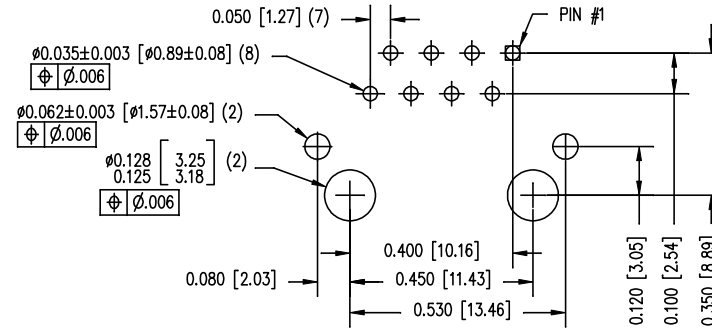 0.050 [1.27] (7)
PIN #1
ø0.035±0.003 [ø0.89±0.08] (8)
⌖ Ø.006
ø0.062±0.003 [ø1.57±0.08] (2)
⌖ Ø.006
ø0.128 [3.25] (2)
0.125 [3.18]
⌖ Ø.006
0.400 [10.16]
0.080 [2.03]
0.450 [11.43]
0.530 [13.46]
0.120 [3.05]
0.100 [2.54]
0.350 [8.89]